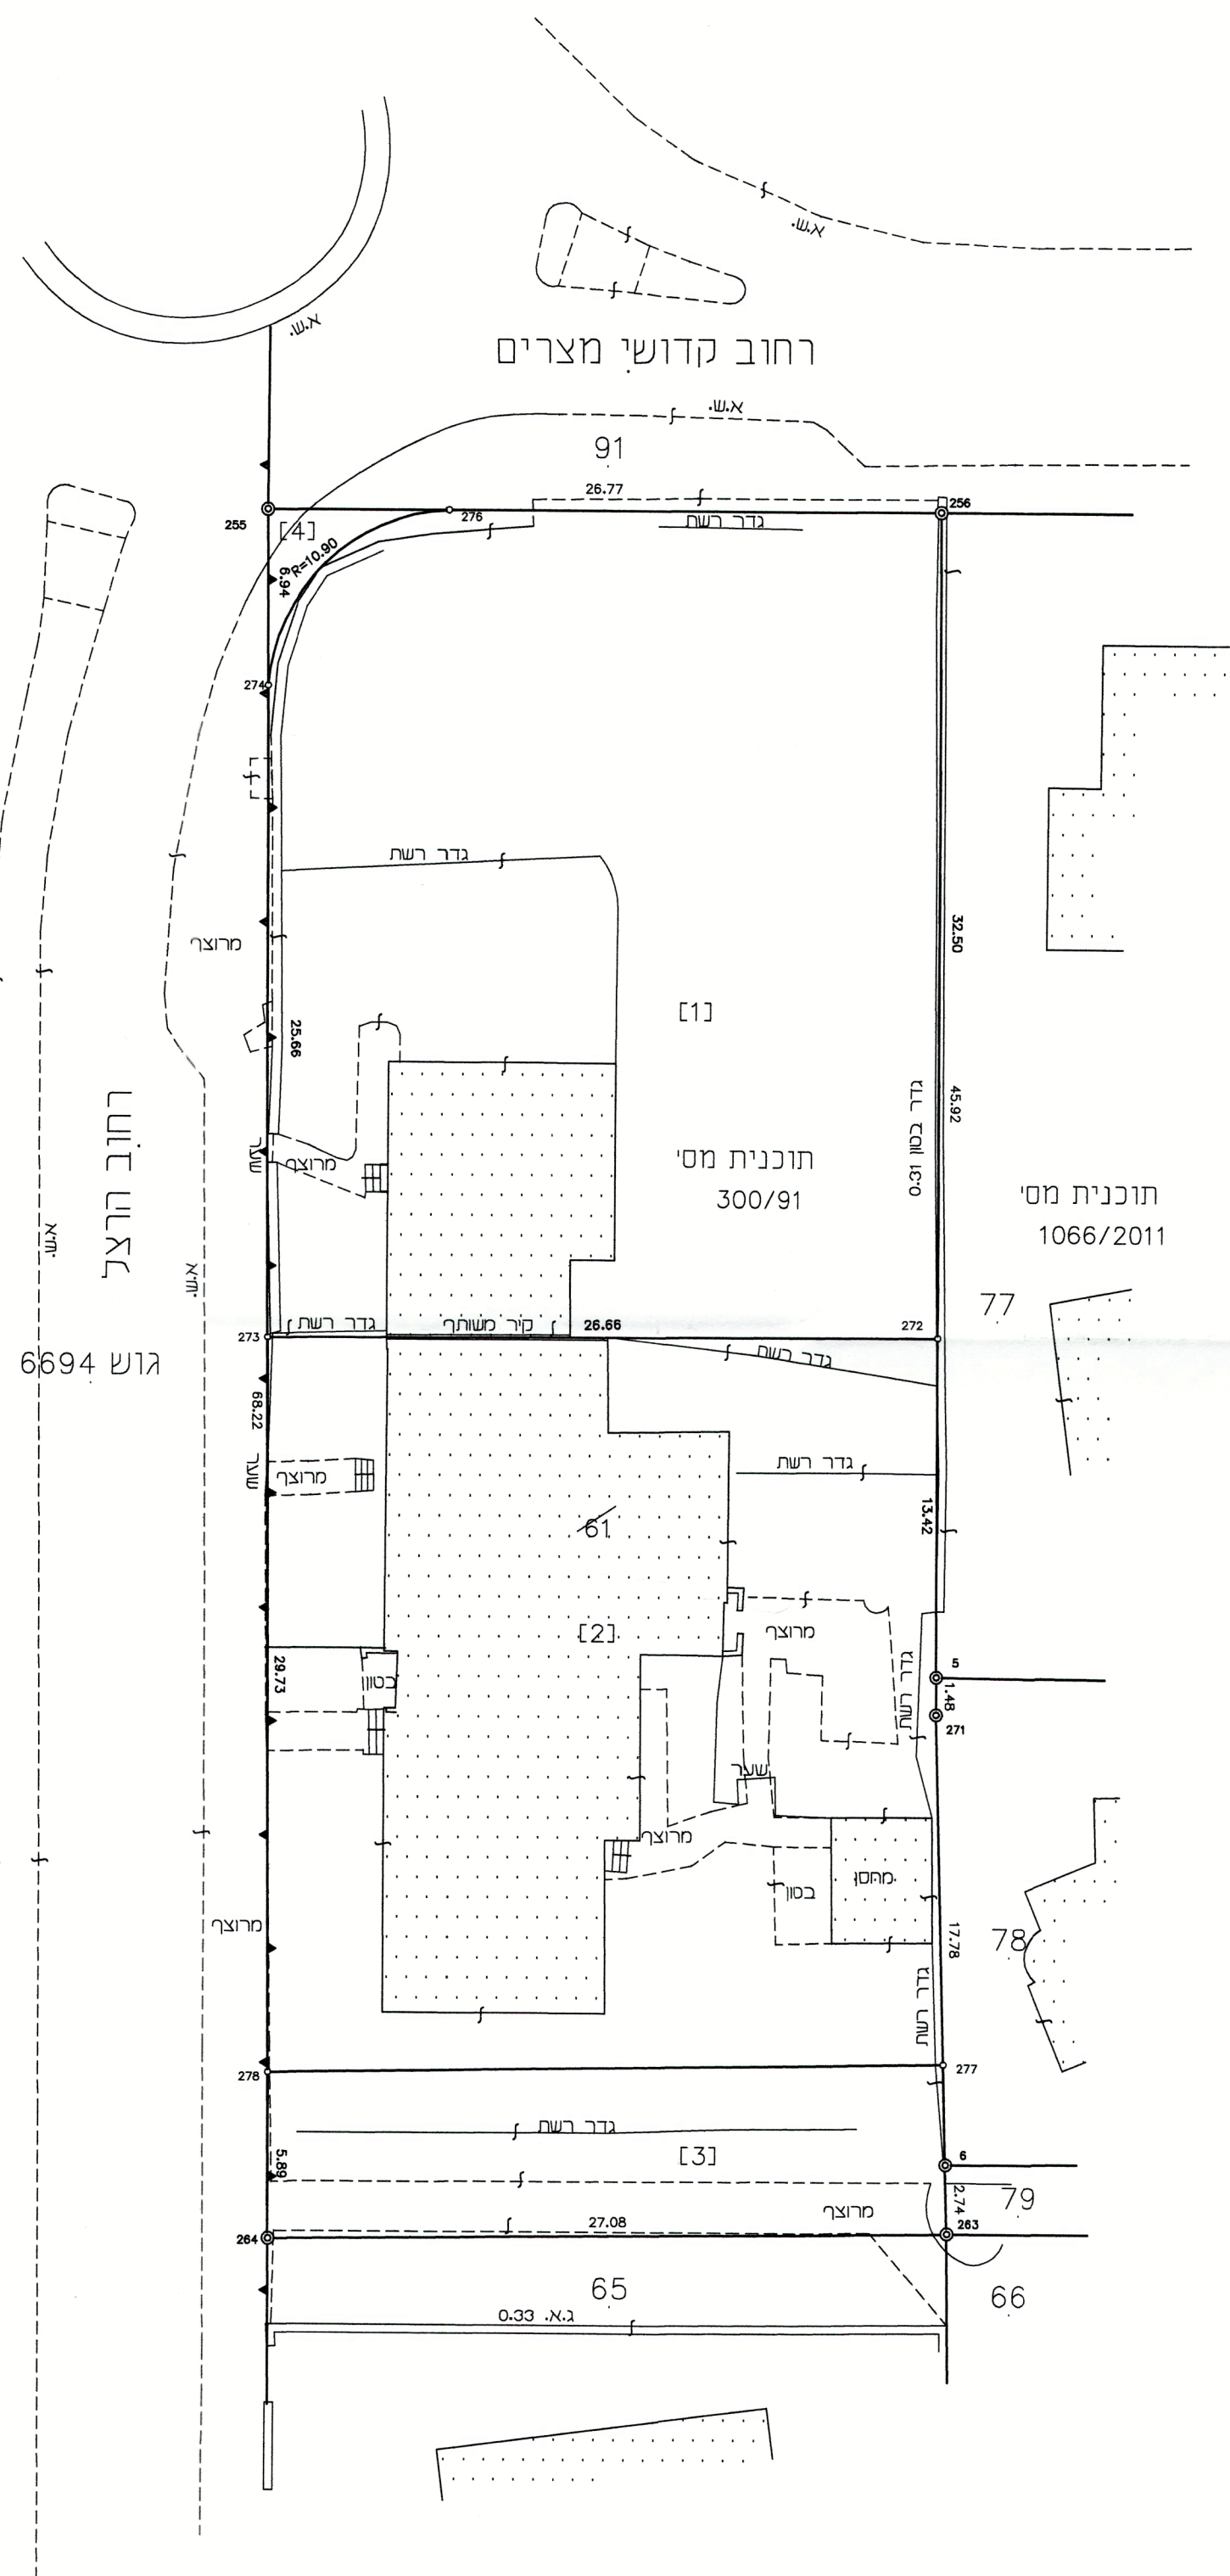 א.ש.
א.ש.
רחוב קדושי מצרים
א.ש.
91
26.77
256
255
[4]
276
גדר רשת
R=10.90
6.94
274
גדר רשת
32.50
מרוצף
[1]
25.66
45.92
גדר בטון 0.31
רחוב הרצל
שער
מרוצף
תוכנית מס'
300/91
תוכנית מס'
1066/2011
א.ש.
א.ש.
77
273
גדר רשת
קיר משותף
26.66
272
גוש 6694
גדר רשת
68.22
שער
מרוצף
גדר רשת
13.42
61
[2]
מרוצף
29.73
בטון
גדר רשת
5
1.48
271
שער
מרוצף
מחסן
בטון
מרוצף
17.78
78
גדר רשת
278
277
גדר רשת
[3]
5.89
6
79
2.74
מרוצף
27.08
264
263
65
66
ג.א. 0.33